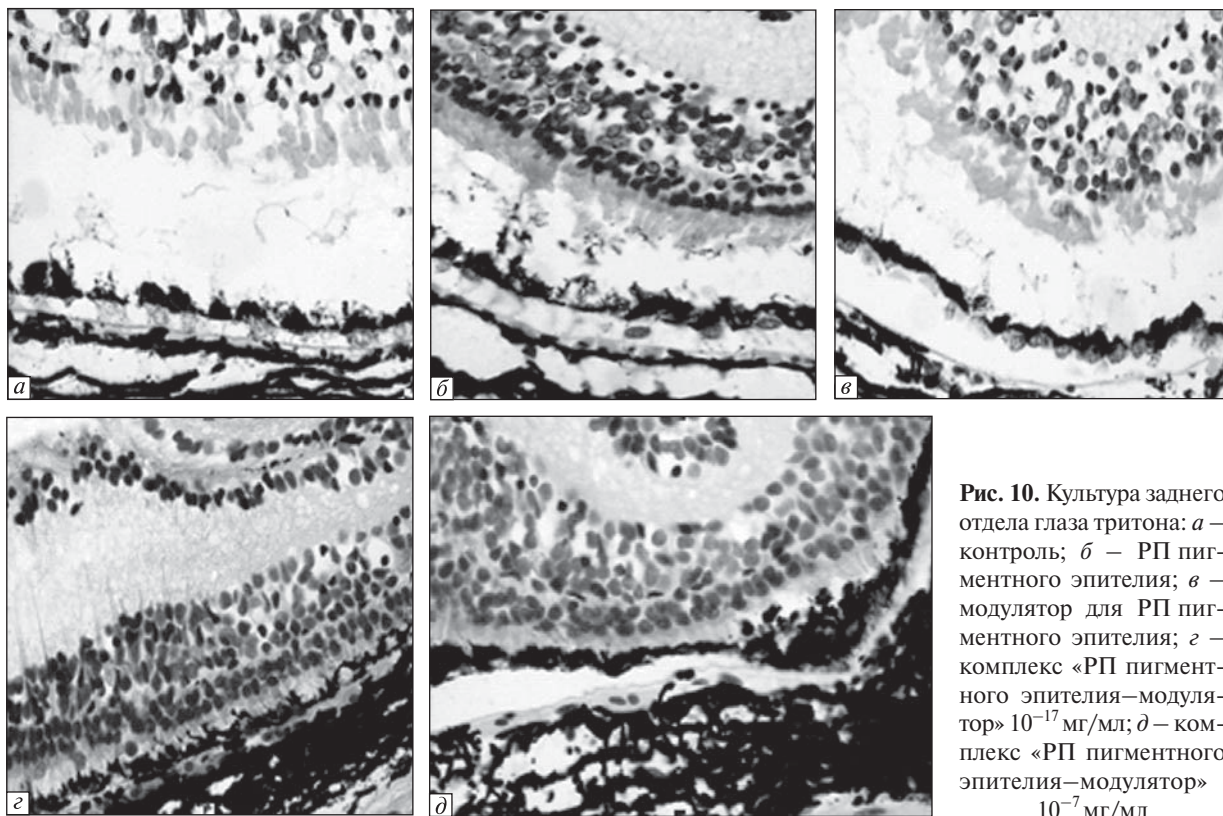 а
б
в
г
д
Рис. 10. Культура заднего
отдела глаза тритона: а –
контроль; б – РП пиг-
ментного эпителия; в –
модулятор для РП пиг-
ментного эпителия; г –
комплекс «РП пигмент-
ного эпителия–модуля-
тор» 10⁻¹⁷ мг/мл; д – ком-
плекс «РП пигментного
эпителия–модулятор»
10⁻⁷ мг/мл